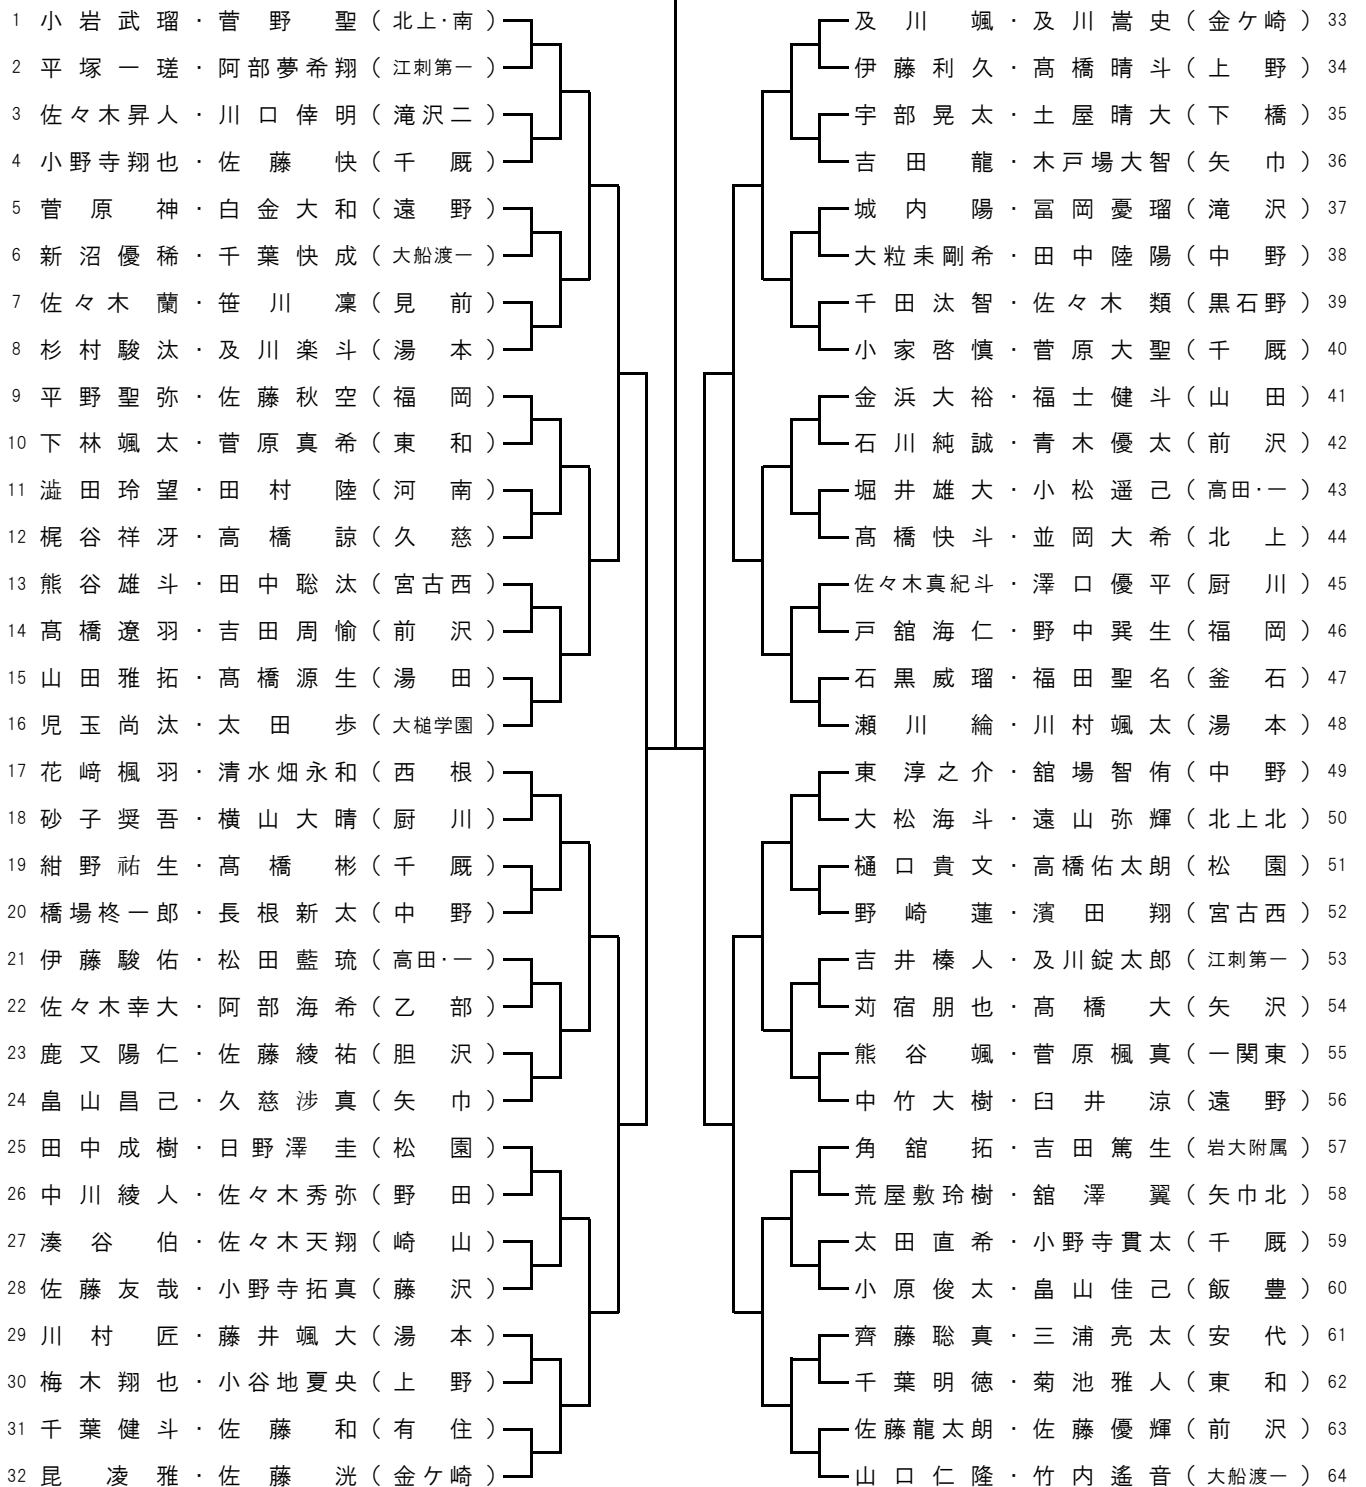 1 小岩武瑠・菅野聖（北上・南）
2 平塚一瑳・阿部夢希翔（江刺第一）
3 佐々木昇人・川口倖明（滝沢二）
4 小野寺翔也・佐藤快（千厩）
5 菅原神・白金大和（遠野）
6 新沼優稀・千葉快成（大船渡一）
7 佐々木蘭・笹川凜（見前）
8 杉村駿汰・及川楽斗（湯本）
9 平野聖弥・佐藤秋空（福岡）
10 下林颯太・菅原真希（東和）
11 澁田玲望・田村陸（河南）
12 梶谷祥冴・高橋諒（久慈）
13 熊谷雄斗・田中聡汰（宮古西）
14 髙橋遼羽・吉田周愉（前沢）
15 山田雅拓・髙橋源生（湯田）
16 児玉尚汰・太田歩（大槌学園）
17 花﨑楓羽・清水畑永和（西根）
18 砂子奨吾・横山大晴（厨川）
19 紺野祐生・髙橋彬（千厩）
20 橋場柊一郎・長根新太（中野）
21 伊藤駿佑・松田藍琉（高田・一）
22 佐々木幸大・阿部海希（乙部）
23 鹿又陽仁・佐藤綾祐（胆沢）
24 畠山昌己・久慈渉真（矢巾）
25 田中成樹・日野澤圭（松園）
26 中川綾人・佐々木秀弥（野田）
27 湊谷伯・佐々木天翔（崎山）
28 佐藤友哉・小野寺拓真（藤沢）
29 川村匠・藤井颯大（湯本）
30 梅木翔也・小谷地夏央（上野）
31 千葉健斗・佐藤和（有住）
32 昆凌雅・佐藤洸（金ケ崎）
及川颯・及川嵩史（金ケ崎）33
伊藤利久・髙橋晴斗（上野）34
宇部晃太・土屋晴大（下橋）35
吉田龍・木戸場大智（矢巾）36
城内陽・冨岡憂瑠（滝沢）37
大粒耒剛希・田中陸陽（中野）38
千田汰智・佐々木類（黒石野）39
小家啓慎・菅原大聖（千厩）40
金浜大裕・福士健斗（山田）41
石川純誠・青木優太（前沢）42
堀井雄大・小松遥己（高田・一）43
髙橋快斗・並岡大希（北上）44
佐々木真紀斗・澤口優平（厨川）45
戸舘海仁・野中巽生（福岡）46
石黒威瑠・福田聖名（釜石）47
瀬川綸・川村颯太（湯本）48
東淳之介・舘場智侑（中野）49
大松海斗・遠山弥輝（北上北）50
樋口貴文・高橋佑太朗（松園）51
野崎蓮・濱田翔（宮古西）52
吉井榛人・及川錠太郎（江刺第一）53
苅宿朋也・髙橋大（矢沢）54
熊谷颯・菅原楓真（一関東）55
中竹大樹・臼井涼（遠野）56
角舘拓・吉田篤生（岩大附属）57
荒屋敷玲樹・舘澤翼（矢巾北）58
太田直希・小野寺貫太（千厩）59
小原俊太・畠山佳己（飯豊）60
齊藤聡真・三浦亮太（安代）61
千葉明徳・菊池雅人（東和）62
佐藤龍太朗・佐藤優輝（前沢）63
山口仁隆・竹内遙音（大船渡一）64